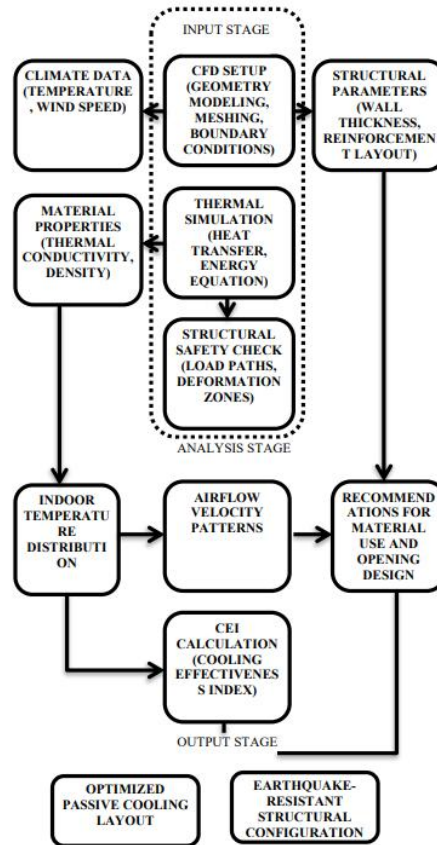 INPUT STAGE
CLIMATE DATA
(TEMPERATURE
, WIND SPEED)
CFD SETUP
(GEOMETRY
MODELING,
MESHING,
BOUNDARY
CONDITIONS)
STRUCTURAL
PARAMETERS
(WALL
THICKNESS,
REINFORCEMEN
T LAYOUT)
MATERIAL
PROPERTIES
(THERMAL
CONDUCTIVITY,
DENSITY)
THERMAL
SIMULATION
(HEAT
TRANSFER,
ENERGY
EQUATION)
STRUCTURAL
SAFETY CHECK
(LOAD PATHS,
DEFORMATION
ZONES)
ANALYSIS STAGE
INDOOR
TEMPERATU
RE
DISTRIBUTI
ON
AIRFLOW
VELOCITY
PATTERNS
RECOMMEND
ATIONS FOR
MATERIAL
USE AND
OPENING
DESIGN
CEI
CALCULATION
(COOLING
EFFECTIVENES
S INDEX)
OUTPUT STAGE
OPTIMIZED
PASSIVE COOLING
LAYOUT
EARTHQUAKE-
RESISTANT
STRUCTURAL
CONFIGURATION